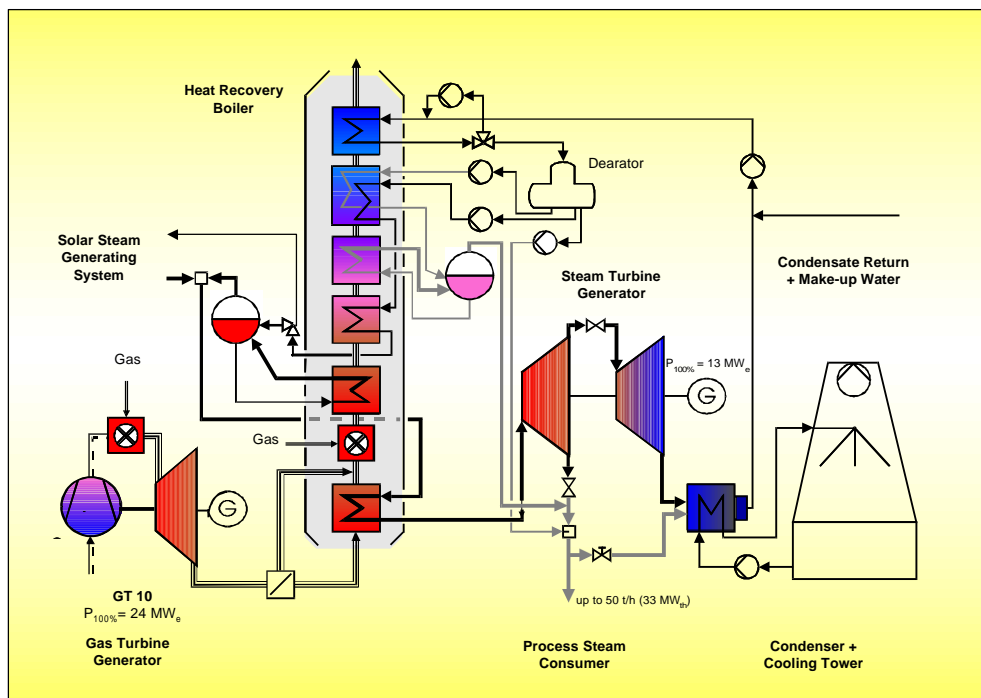 Heat Recovery
Boiler
Dearator
Solar Steam
Generating
System
Steam Turbine
Generator
Condensate Return
+ Make-up Water
Gas
P100% = 13 MWe
G
Gas
G
GT 10
P100% = 24 MWe
Gas Turbine
Generator
up to 50 t/h (33 MWth)
Process Steam
Consumer
Condenser +
Cooling Tower